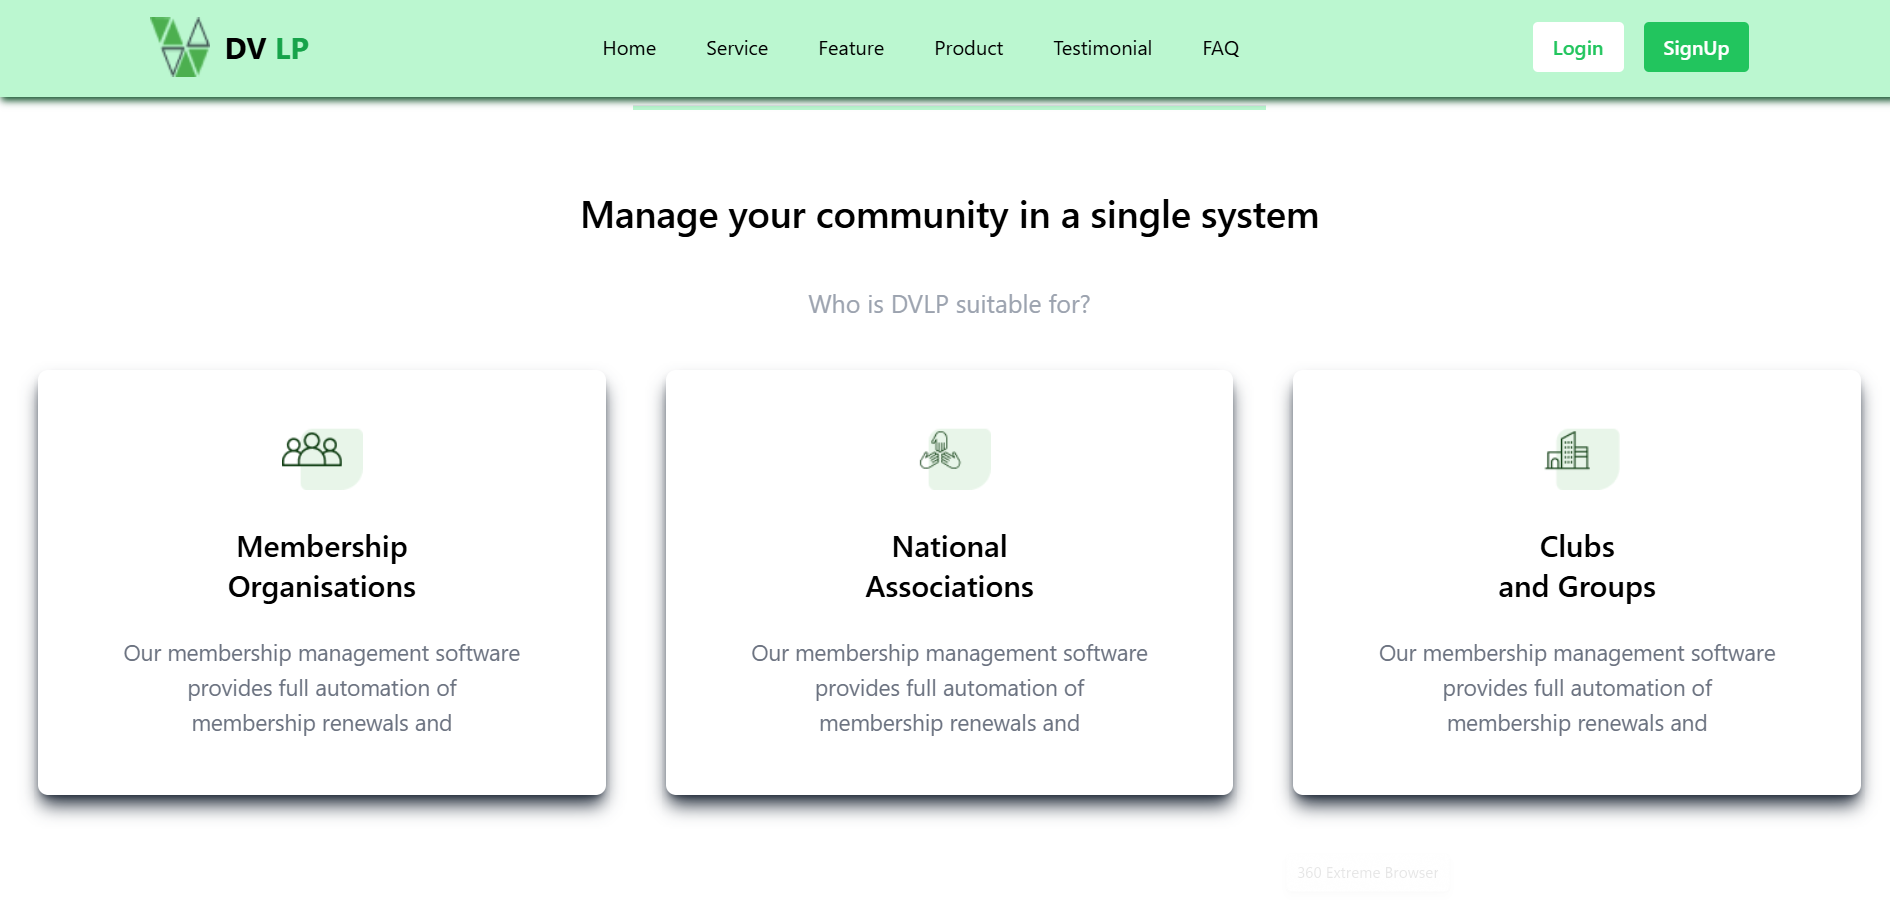 DV LP
Home Service Feature Product Testimonial FAQ
Login SignUp
Manage your community in a single system
Who is DVLP suitable for?
Membership
Organisations
Our membership management software
provides full automation of
membership renewals and
National
Associations
Our membership management software
provides full automation of
membership renewals and
Clubs
and Groups
Our membership management software
provides full automation of
membership renewals and
360 Extreme Browser